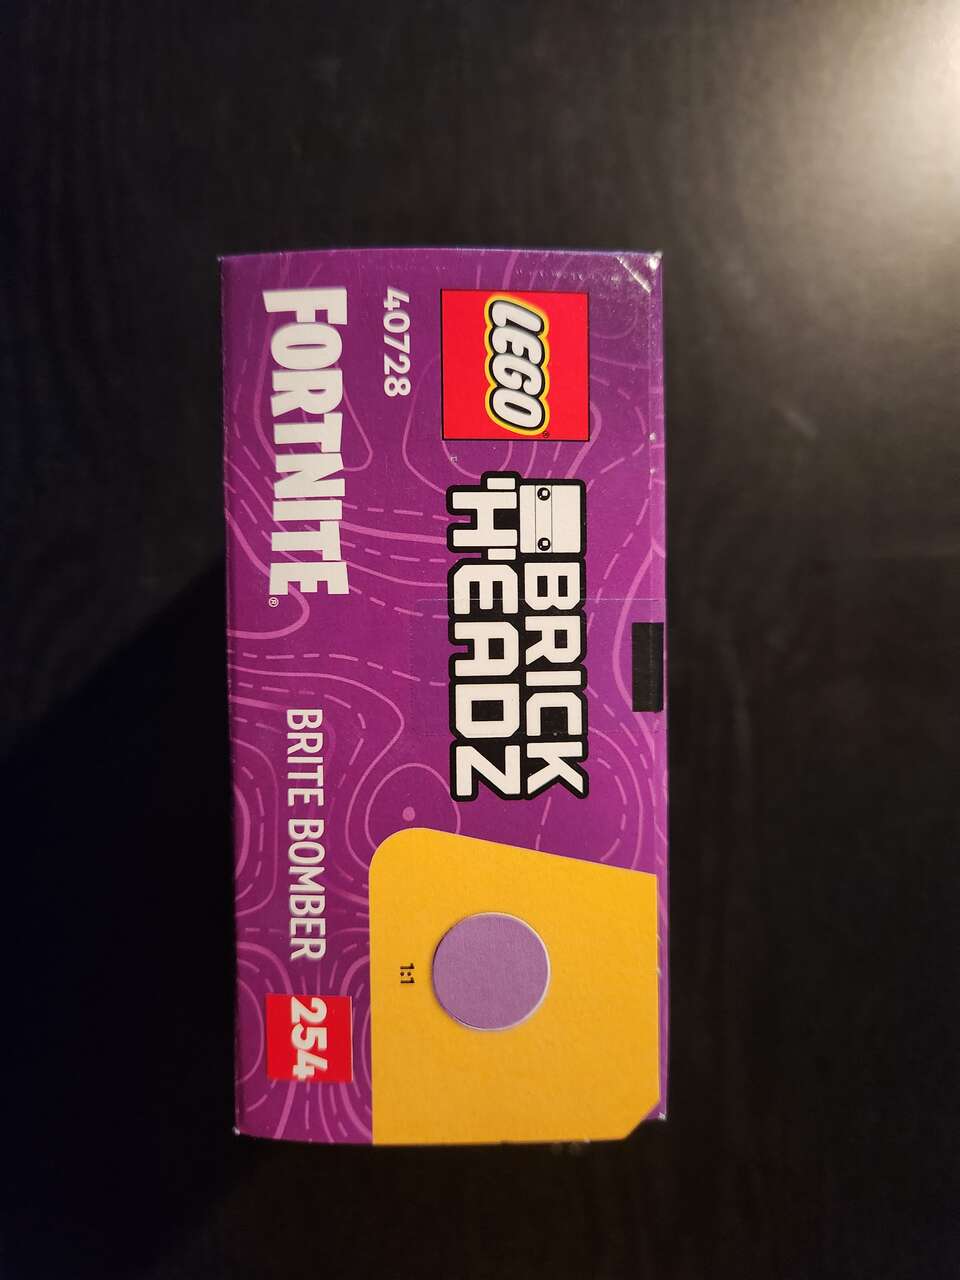 LEGO®
BRICK
HEADZ
40728
FORTNITE®
BRITE BOMBER
254
1:1